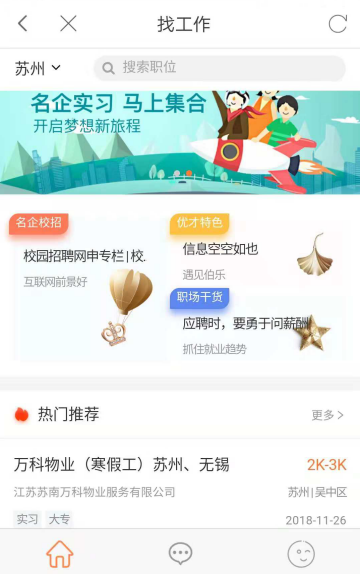 找工作
苏州
搜索职位
名企实习 马上集合
开启梦想新旅程
名企校招
校园招聘网申专栏|校.
互联网前景好
优才特色
信息空空如也
遇见伯乐
职场干货
应聘时，要勇于问薪酬
抓住就业趋势
热门推荐
更多>
万科物业（寒假工）苏州、无锡
2K-3K
江苏苏南万科物业服务有限公司
苏州|吴中区
实习 大专
2018-11-26